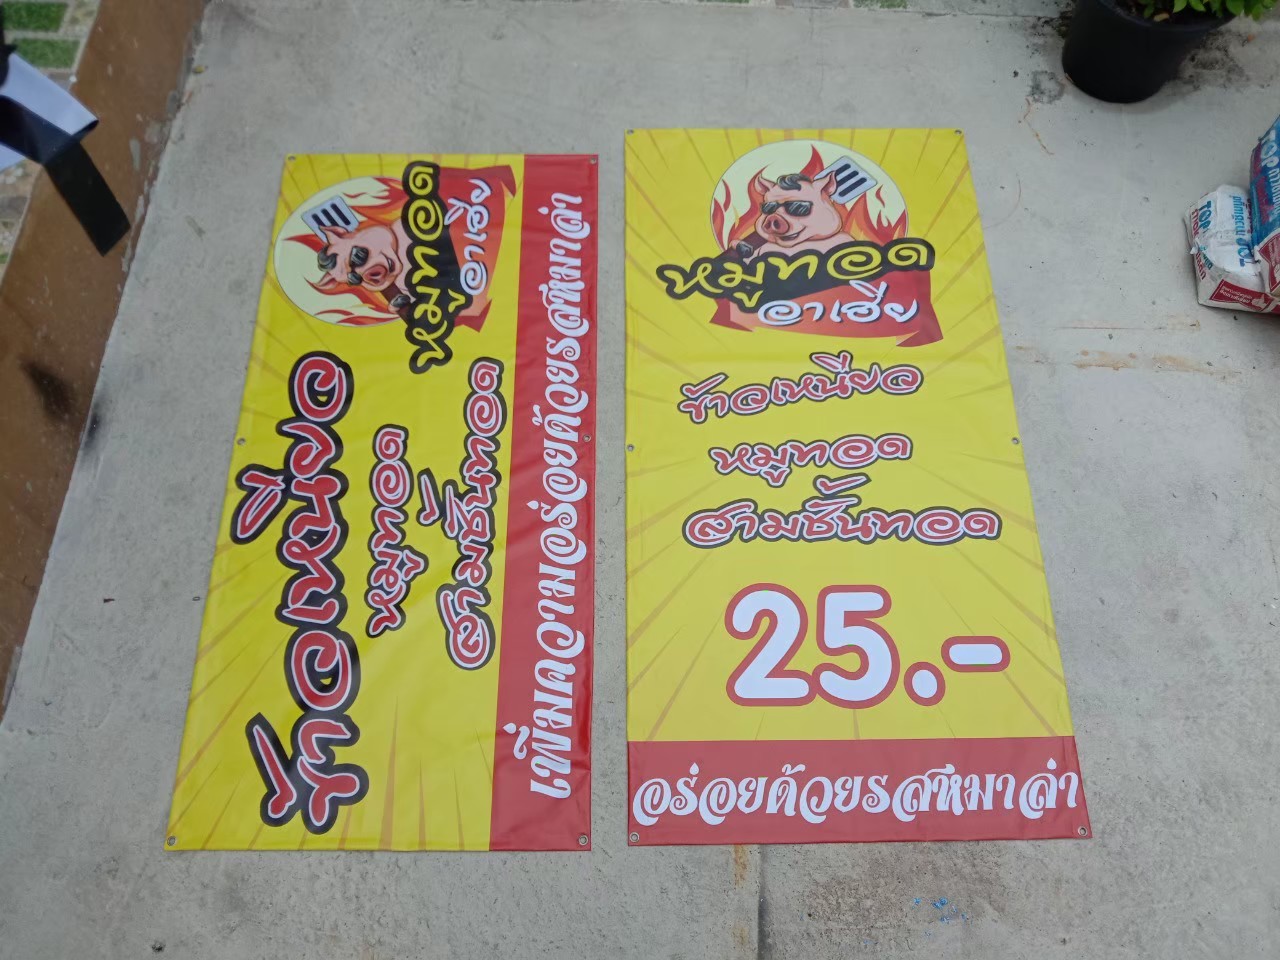 หมูทอด
อาเฮีย
ข้าวเหนียว
หมูทอด
สามชั้นทอด
เพิ่มความอร่อยด้วยรสหมาล่า
หมูทอด
อาเฮีย
ข้าวเหนียว
หมูทอด
สามชั้นทอด
25.-
อร่อยด้วยรสหมาล่า
TOP
TOP